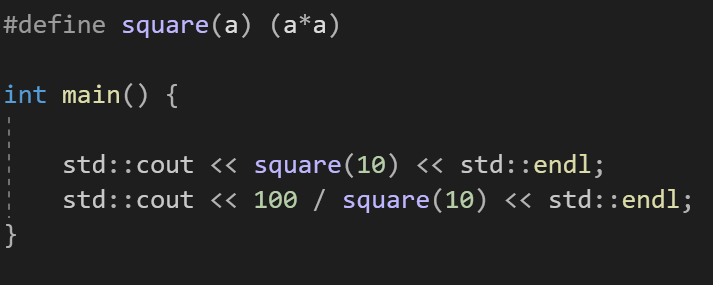 #define square(a) (a*a)
int main() {
std::cout << square(10) << std::endl;
std::cout << 100 / square(10) << std::endl;
}